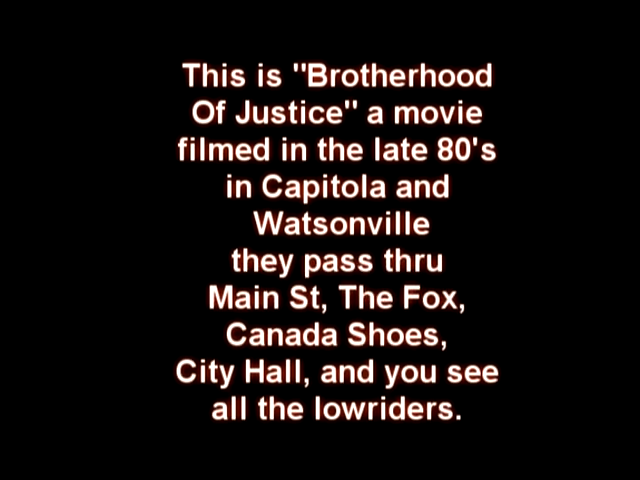 This is "Brotherhood
Of Justice" a movie
filmed in the late 80's
in Capitola and
Watsonville
they pass thru
Main St, The Fox,
Canada Shoes,
City Hall, and you see
all the lowriders.